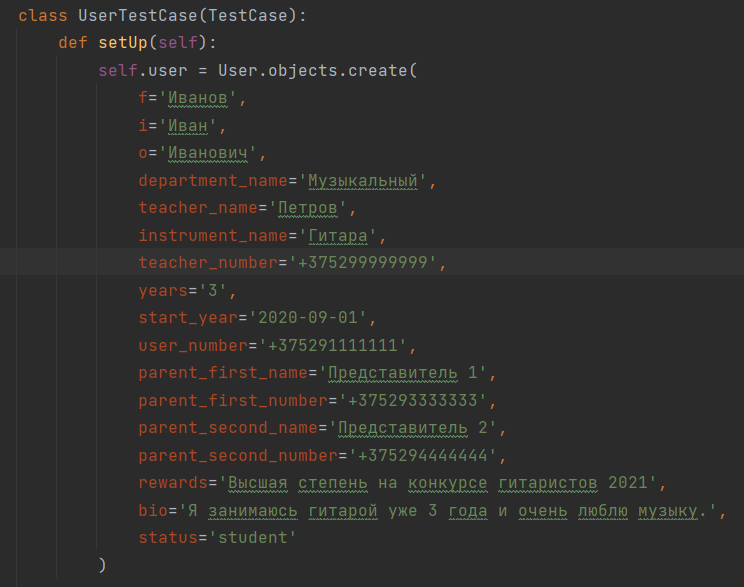 class UserTestCase(TestCase):
def setUp(self):
self.user = User.objects.create(
f='Иванов',
i='Иван',
o='Иванович',
department_name='Музыкальный',
teacher_name='Петров',
instrument_name='Гитара',
teacher_number='+375299999999',
years='3',
start_year='2020-09-01',
user_number='+375291111111',
parent_first_name='Представитель 1',
parent_first_number='+375293333333',
parent_second_name='Представитель 2',
parent_second_number='+375294444444',
rewards='Высшая степень на конкурсе гитаристов 2021',
bio='Я занимаюсь гитарой уже 3 года и очень люблю музыку.',
status='student'
)